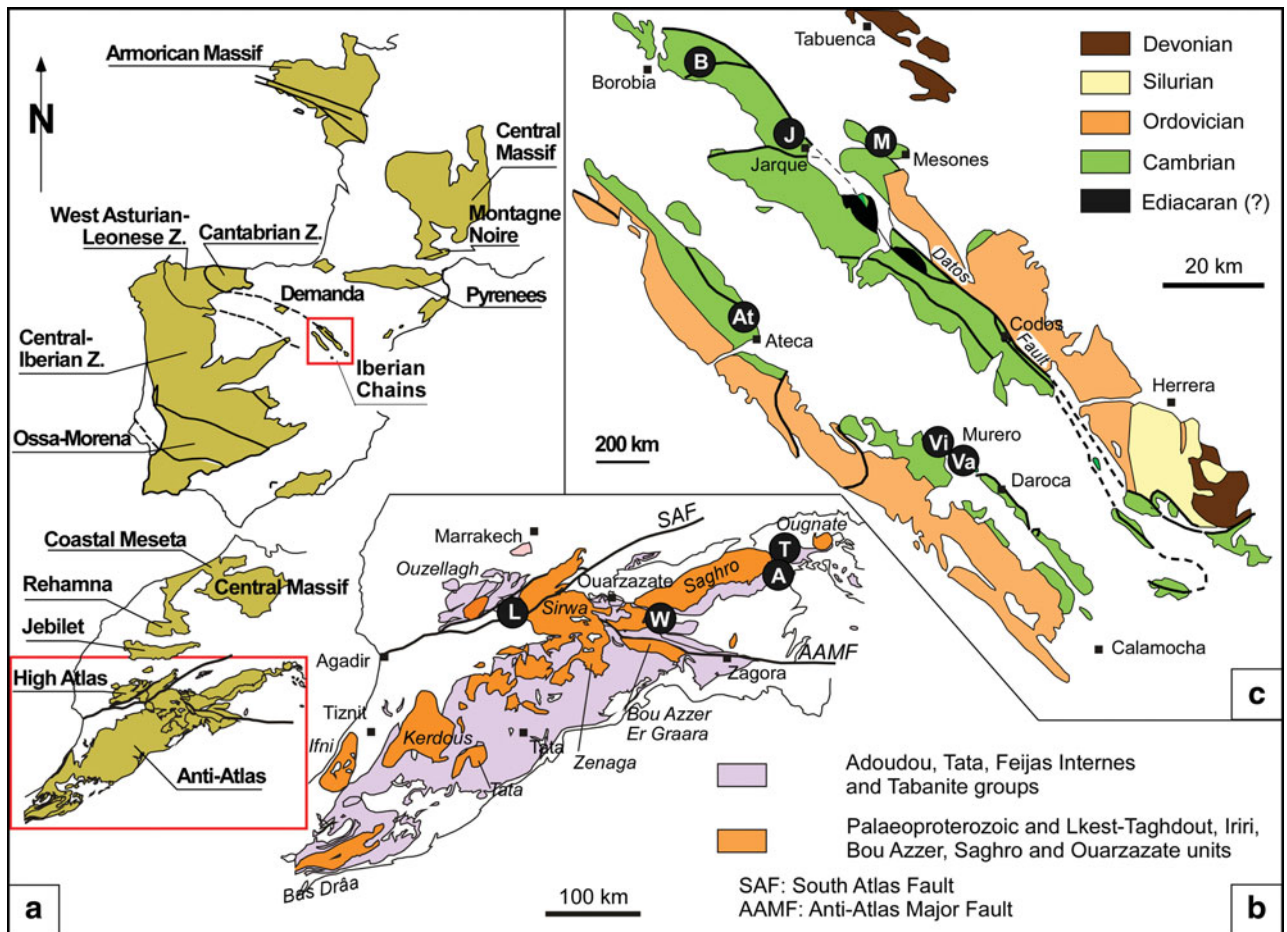 Armorican Massif
N
Central
Massif
Montagne
Noire
West Asturian-
Leonese Z.
Cantabrian Z.
Demanda
Pyrenees
Central-
Iberian Z.
Iberian
Chains
Ossa-Morena
200 km
Coastal Meseta
Central Massif
Rehamna
Jebilet
High Atlas
Anti-Atlas
a
Marrakech
SAF
Ougnate
Ouzellagh
Ouarzazate
Saghro
T
A
L
Sirwa
W
Agadir
AAMF
Zagora
Tiznit
Bou Azzer
Er Graara
Ifni
Kerdous
Tata
Zenaga
Tata
Bas Drâa
100 km
Adoudou, Tata, Feijas Internes
and Tabanite groups
Palaeoproterozoic and Lkest-Taghdout, Iriri,
Bou Azzer, Saghro and Ouarzazate units
SAF: South Atlas Fault
AAMF: Anti-Atlas Major Fault
b
Tabuenca
Borobia
B
J
Jarque
M
Mesones
Devonian
Silurian
Ordovician
Cambrian
Ediacaran (?)
20 km
Datos
Fault
At
Ateca
Codos
Herrera
Vi
Murero
Va
Daroca
Calamocha
c